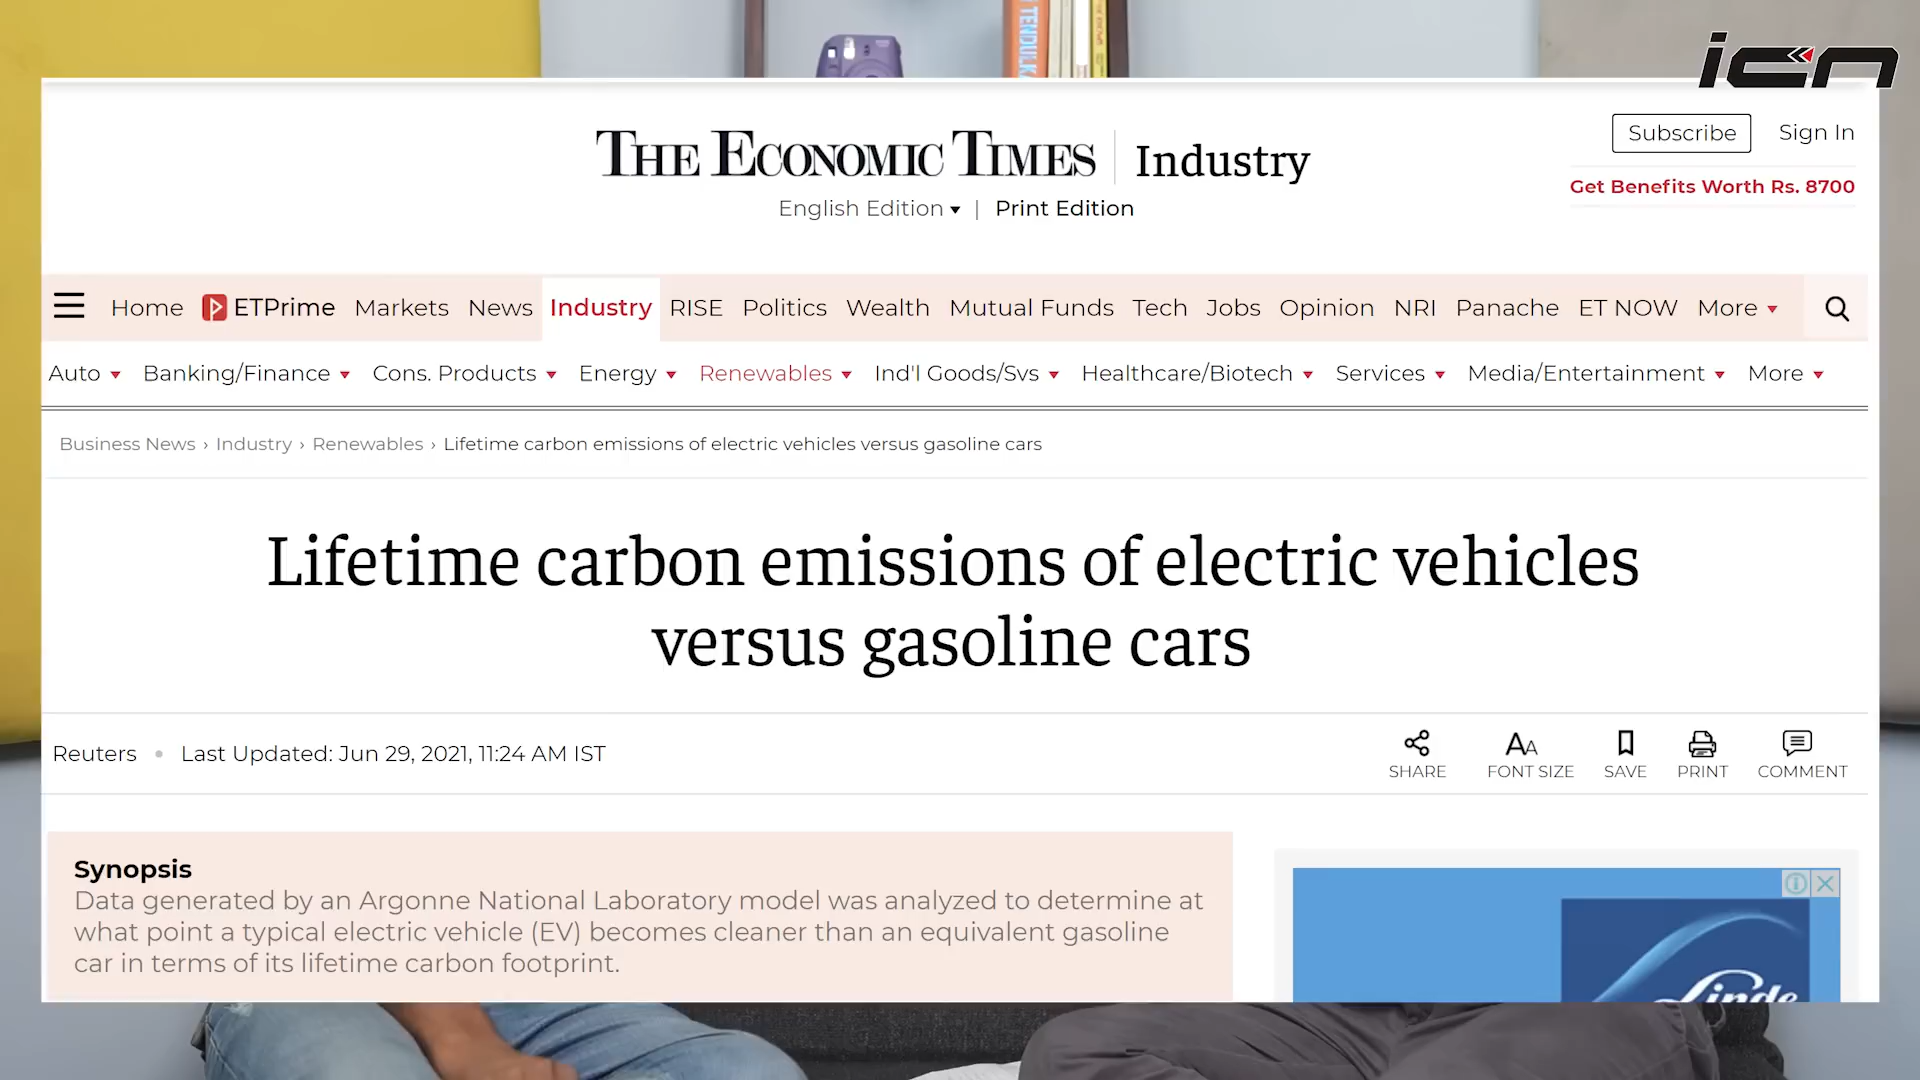 TENDULK
icn
Subscribe Sign In
THE ECONOMIC TIMES | Industry
Get Benefits Worth Rs. 8700
English Edition | Print Edition
Home ETPrime Markets News Industry RISE Politics Wealth Mutual Funds Tech Jobs Opinion NRI Panache ET NOW More
Auto Banking/Finance Cons. Products Energy Renewables Ind'l Goods/Svs Healthcare/Biotech Services Media/Entertainment More
Business News › Industry › Renewables › Lifetime carbon emissions of electric vehicles versus gasoline cars
Lifetime carbon emissions of electric vehicles
versus gasoline cars
Reuters • Last Updated: Jun 29, 2021, 11:24 AM IST
SHARE AA FONT SIZE SAVE PRINT COMMENT
Synopsis
Data generated by an Argonne National Laboratory model was analyzed to determine at
what point a typical electric vehicle (EV) becomes cleaner than an equivalent gasoline
car in terms of its lifetime carbon footprint.
Linde